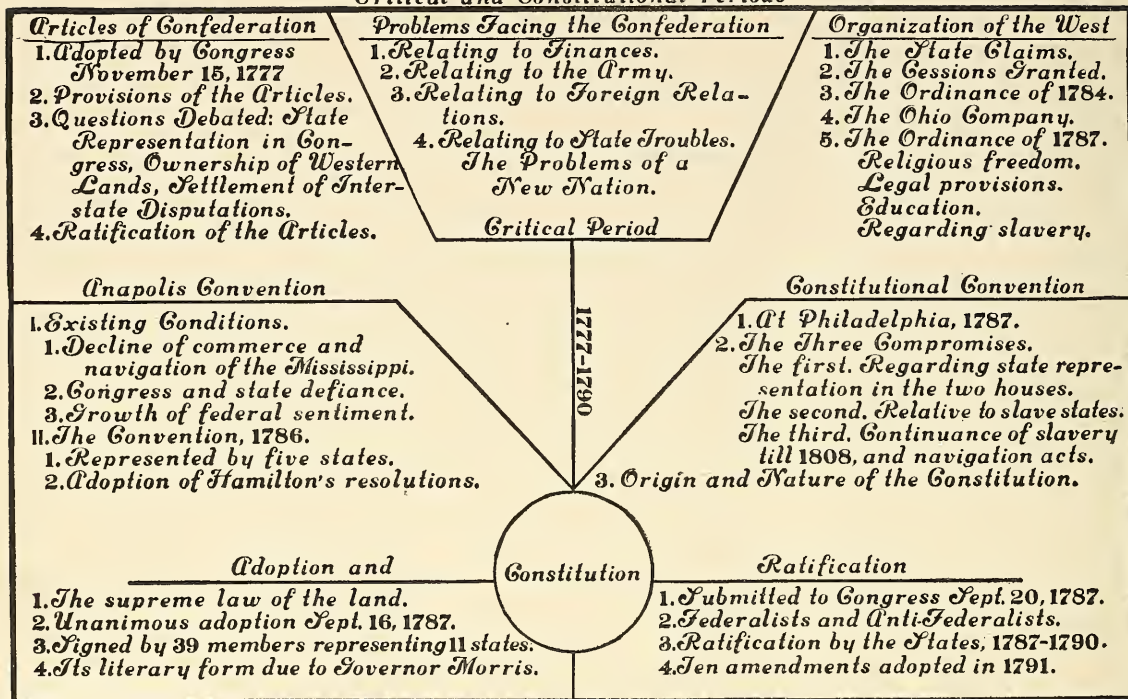 Critical and Constitutional Periods
Articles of Confederation
1. Adopted by Congress
November 15, 1777
2. Provisions of the Articles.
3. Questions Debated: State
Representation in Con-
gress, Ownership of Western
Lands, Settlement of Inter-
state Disputations.
4. Ratification of the Articles.
Problems Facing the Confederation
1. Relating to Finances.
2. Relating to the Army.
3. Relating to Foreign Rela-
tions.
4. Relating to State Troubles.
The Problems of a
New Nation.
Critical Period
Organization of the West
1. The State Claims.
2. The Cessions Granted.
3. The Ordinance of 1784.
4. The Ohio Company.
5. The Ordinance of 1787.
Religious freedom.
Legal provisions.
Education.
Regarding slavery.
Anapolis Convention
I. Existing Conditions.
1. Decline of commerce and
navigation of the Mississippi.
2. Congress and state defiance.
3. Growth of federal sentiment.
II. The Convention, 1786.
1. Represented by five states.
2. Adoption of Hamilton's resolutions.
1777-1790
Constitutional Convention
1. At Philadelphia, 1787.
2. The Three Compromises.
The first. Regarding state repre-
sentation in the two houses.
The second. Relative to slave states.
The third. Continuance of slavery
till 1808, and navigation acts.
3. Origin and Nature of the Constitution.
Constitution
Adoption and
1. The supreme law of the land.
2. Unanimous adoption Sept. 16, 1787.
3. Signed by 39 members representing 11 states.
4. Its literary form due to Governor Morris.
Ratification
1. Submitted to Congress Sept. 20, 1787.
2. Federalists and Anti-Federalists.
3. Ratification by the States, 1787-1790.
4. Ten amendments adopted in 1791.